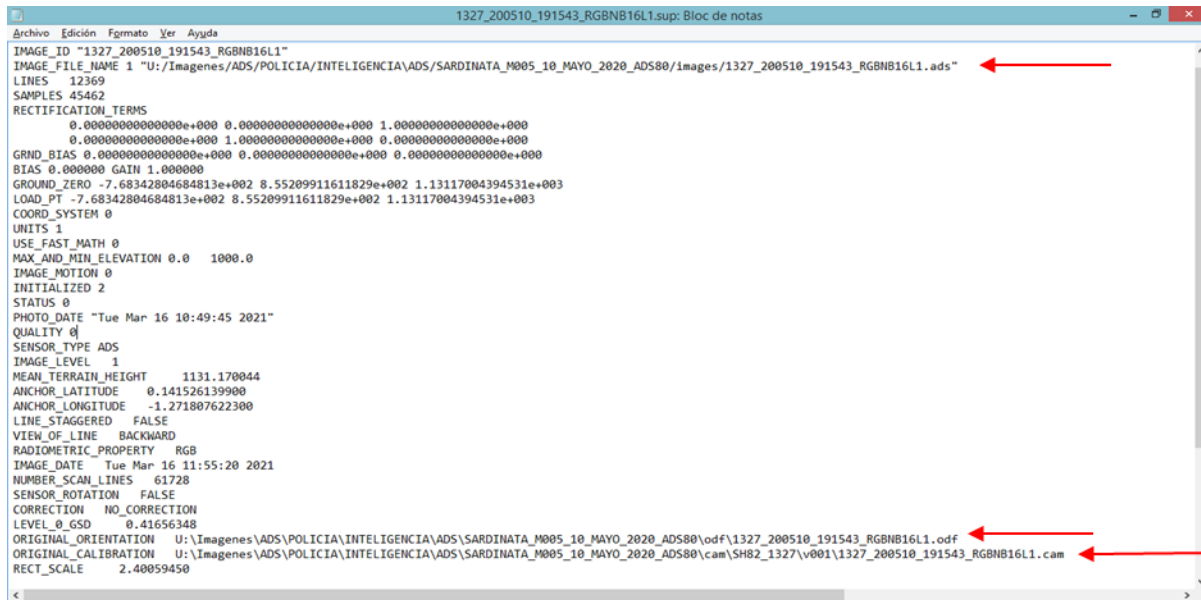 1327_200510_191543_RGBNB16L1.sup: Bloc de notas
Archivo Edición Formato Ver Ayuda
IMAGE_ID "1327_200510_191543_RGBNB16L1"
IMAGE_FILE_NAME 1 "U:/Imagenes/ADS/POLICIA/INTELIGENCIA\ADS/SARDINATA_M005_10_MAYO_2020_ADS80/images/1327_200510_191543_RGBNB16L1.ads"
LINES 12369
SAMPLES 45462
RECTIFICATION_TERMS
0.00000000000000e+000 0.00000000000000e+000 1.00000000000000e+000
0.00000000000000e+000 1.00000000000000e+000 0.00000000000000e+000
GRND_BIAS 0.00000000000000e+000 0.00000000000000e+000 0.00000000000000e+000
BIAS 0.000000 GAIN 1.000000
GROUND_ZERO -7.68342804684813e+002 8.55209911611829e+002 1.13117004394531e+003
LOAD_PT -7.68342804684813e+002 8.55209911611829e+002 1.13117004394531e+003
COORD_SYSTEM 0
UNITS 1
USE_FAST_MATH 0
MAX_AND_MIN_ELEVATION 0.0 1000.0
IMAGE_MOTION 0
INITIALIZED 2
STATUS 0
PHOTO_DATE "Tue Mar 16 10:49:45 2021"
QUALITY 0
SENSOR_TYPE ADS
IMAGE_LEVEL 1
MEAN_TERRAIN_HEIGHT 1131.170044
ANCHOR_LATITUDE 0.141526139900
ANCHOR_LONGITUDE -1.271807622300
LINE_STAGGERED FALSE
VIEW_OF_LINE BACKWARD
RADIOMETRIC_PROPERTY RGB
IMAGE_DATE Tue Mar 16 11:55:20 2021
NUMBER_SCAN_LINES 61728
SENSOR_ROTATION FALSE
CORRECTION NO_CORRECTION
LEVEL_0_GSD 0.41656348
ORIGINAL_ORIENTATION U:\Imagenes\ADS\POLICIA\INTELIGENCIA\ADS\SARDINATA_M005_10_MAYO_2020_ADS80\odf\1327_200510_191543_RGBNB16L1.odf
ORIGINAL_CALIBRATION U:\Imagenes\ADS\POLICIA\INTELIGENCIA\ADS\SARDINATA_M005_10_MAYO_2020_ADS80\cam\SH82_1327\v001\1327_200510_191543_RGBNB16L1.cam
RECT_SCALE 2.40059450